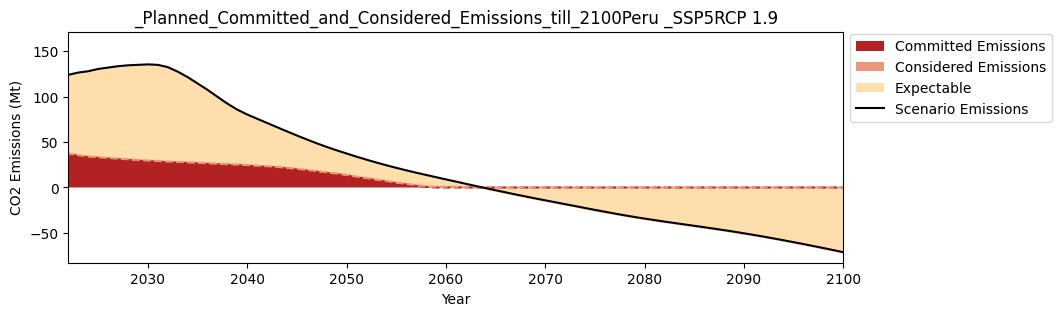 _Planned_Committed_and_Considered_Emissions_till_2100Peru _SSP5RCP 1.9
CO2 Emissions (Mt)
150
100
50
0
−50
2030 2040 2050 2060 2070 2080 2090 2100
Year
Committed Emissions
Considered Emissions
Expectable
Scenario Emissions